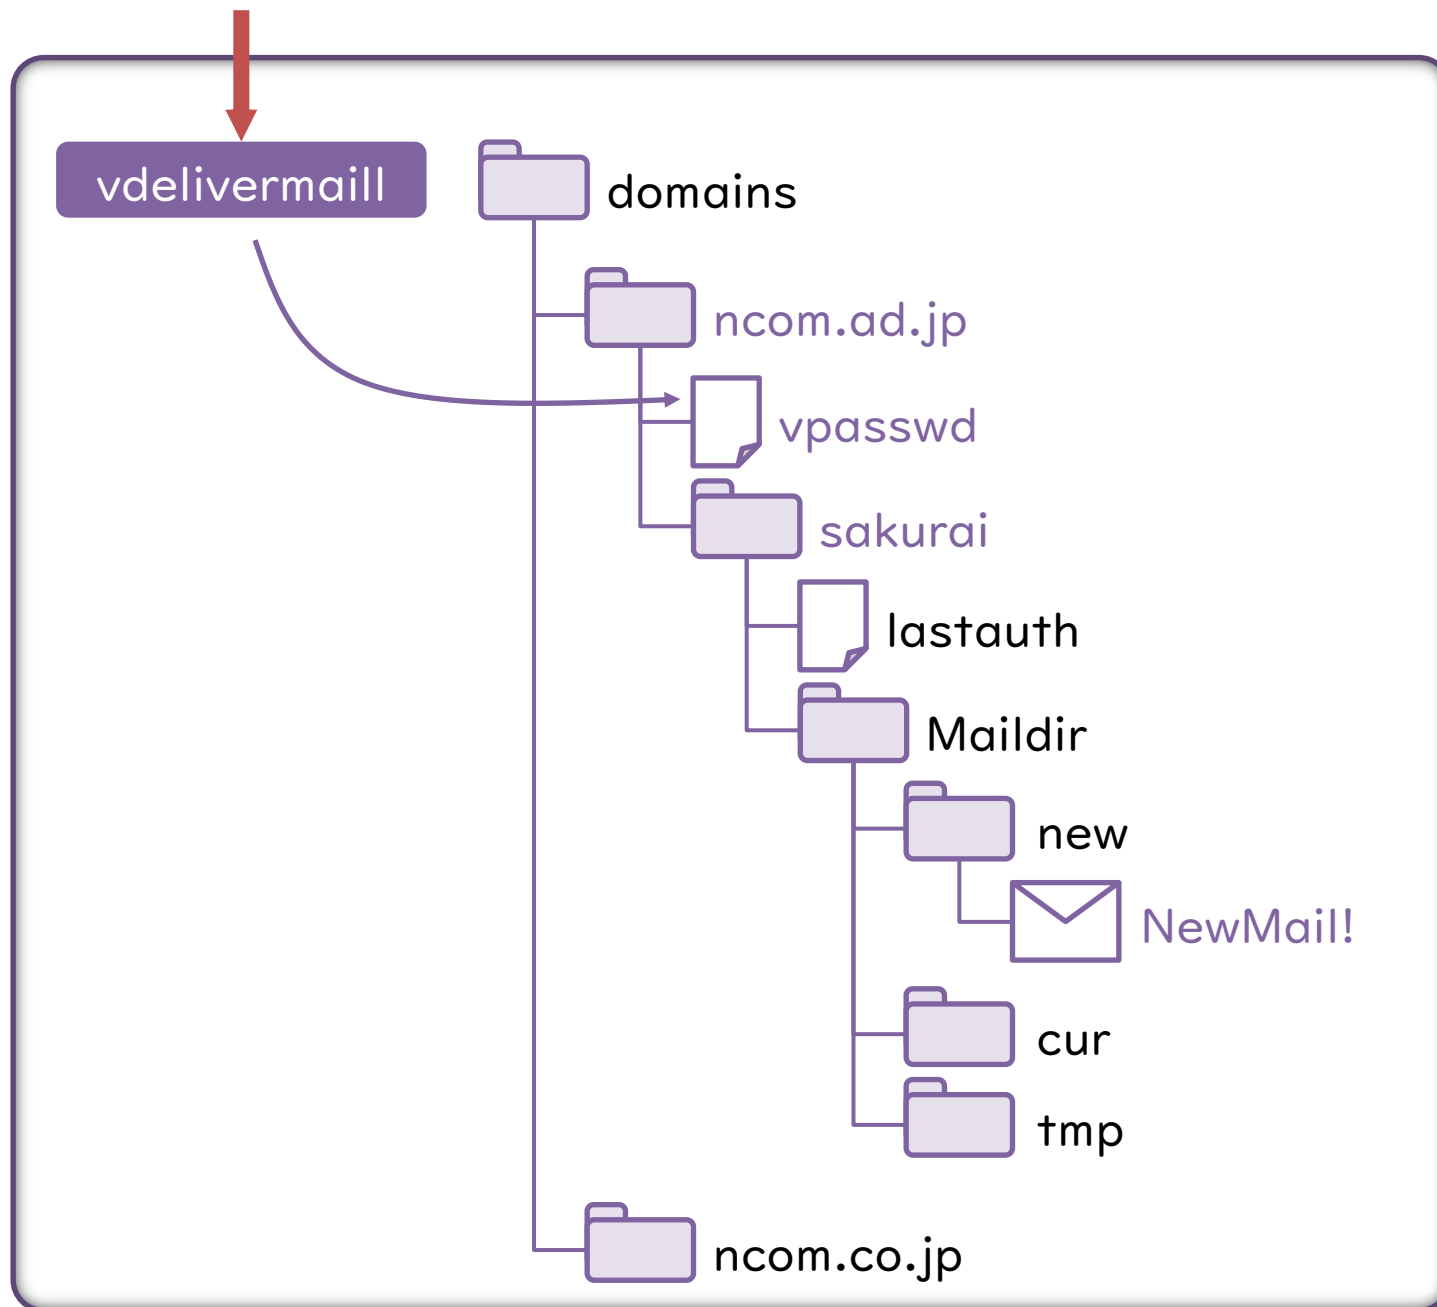 vdelivermaill
domains
ncom.ad.jp
vpasswd
sakurai
lastauth
Maildir
new
NewMail!
cur
tmp
ncom.co.jp